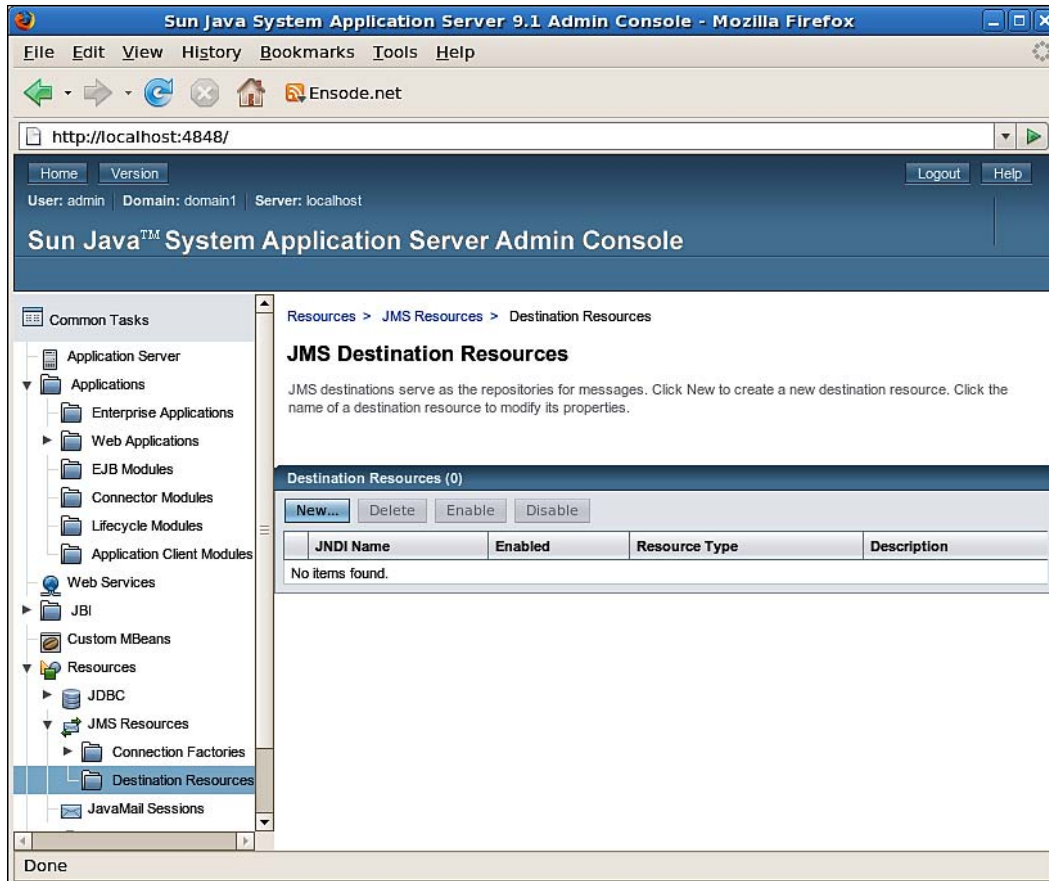 Sun Java System Application Server 9.1 Admin Console - Mozilla Firefox
File Edit View History Bookmarks Tools Help
Ensode.net
http://localhost:4848/
Home Version Logout Help
User: admin Domain: domain1 Server: localhost
Sun Java™ System Application Server Admin Console
Common Tasks
Application Server
Applications
Enterprise Applications
Web Applications
EJB Modules
Connector Modules
Lifecycle Modules
Application Client Modules
Web Services
JBI
Custom MBeans
Resources
JDBC
JMS Resources
Connection Factories
Destination Resources
JavaMail Sessions
Resources > JMS Resources > Destination Resources
JMS Destination Resources
JMS destinations serve as the repositories for messages. Click New to create a new destination resource. Click the
name of a destination resource to modify its properties.
Destination Resources (0)
New... Delete Enable Disable
JNDI Name Enabled Resource Type Description
No items found.
Done